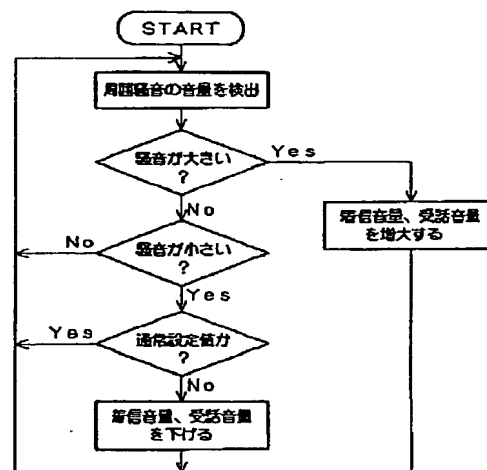 START
周囲騒音の音量を検出
騒音が大きい
?
Yes
No
着信音量、受話音量
を増大する
騒音が小さい
?
No
Yes
通常設定値か
?
Yes
No
着信音量、受話音量
を下げる